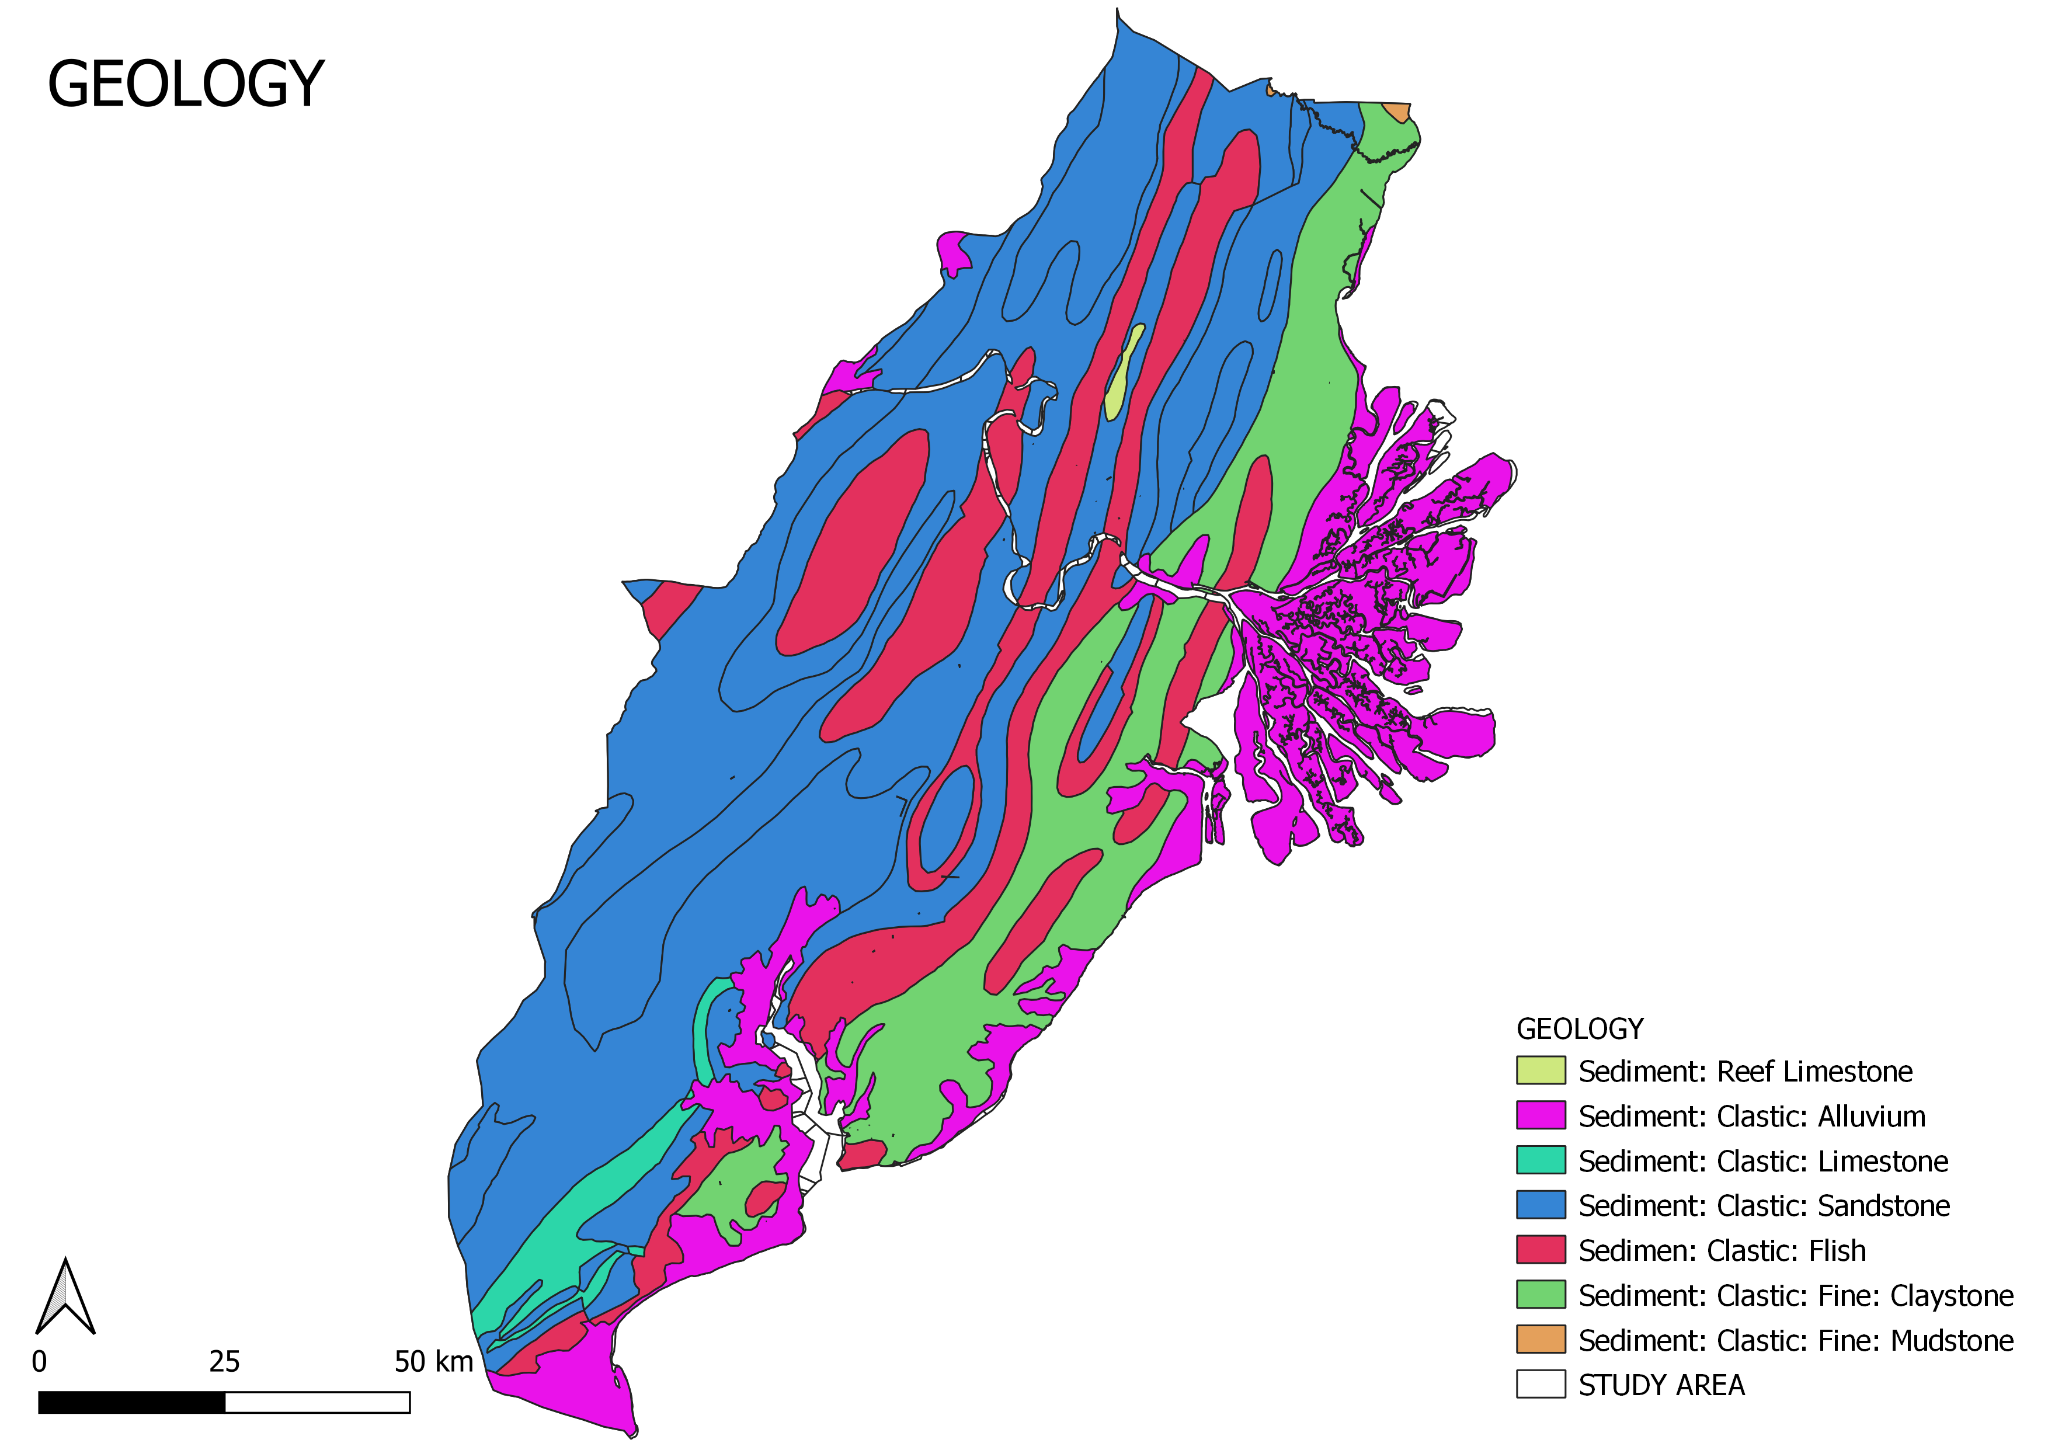 GEOLOGY
0 25 50 km
GEOLOGY
Sediment: Reef Limestone
Sediment: Clastic: Alluvium
Sediment: Clastic: Limestone
Sediment: Clastic: Sandstone
Sedimen: Clastic: Flish
Sediment: Clastic: Fine: Claystone
Sediment: Clastic: Fine: Mudstone
STUDY AREA